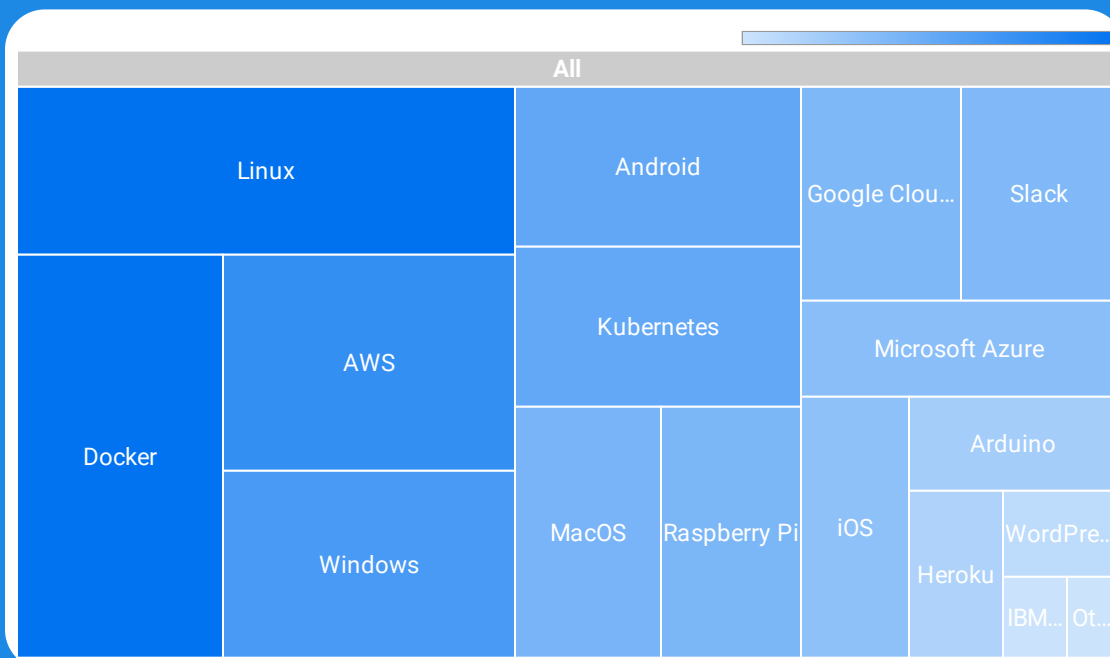 All
Linux
Android
Google Clou...
Slack
Kubernetes
Microsoft Azure
AWS
Docker
Arduino
MacOS
Raspberry Pi
iOS
WordPre...
Windows
Heroku
IBM...
Ot...